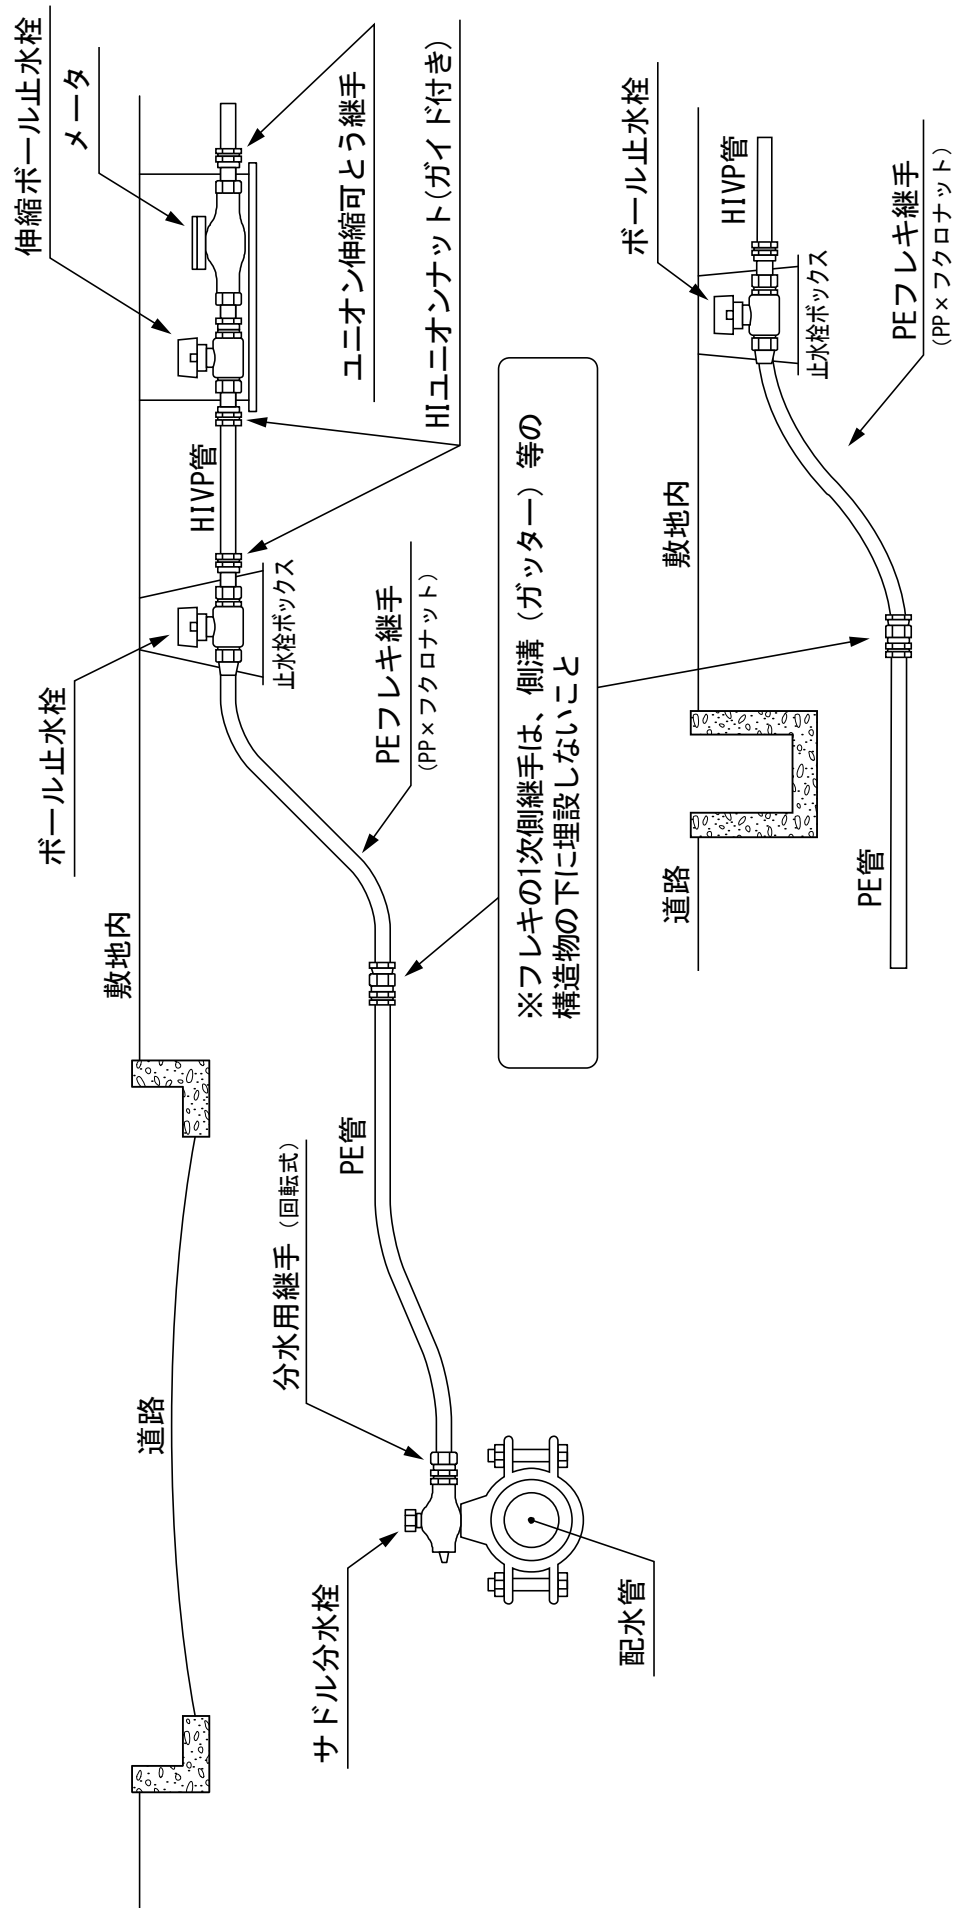 道路
敷地内
サドル分水栓
分水用継手（回転式）
配水管
PE管
ボール止水栓
PEフレキ継手
(PP×フクロナット)
止水栓ボックス
HIVP管
伸縮ボール止水栓
メータ
ユニオン伸縮可とう継手
HIユニオンナット(ガイド付き)
※フレキの1次側継手は、側溝（ガッター）等の
構造物の下に埋設しないこと
道路
敷地内
PE管
ボール止水栓
HIVP管
止水栓ボックス
PEフレキ継手
(PP×フクロナット)